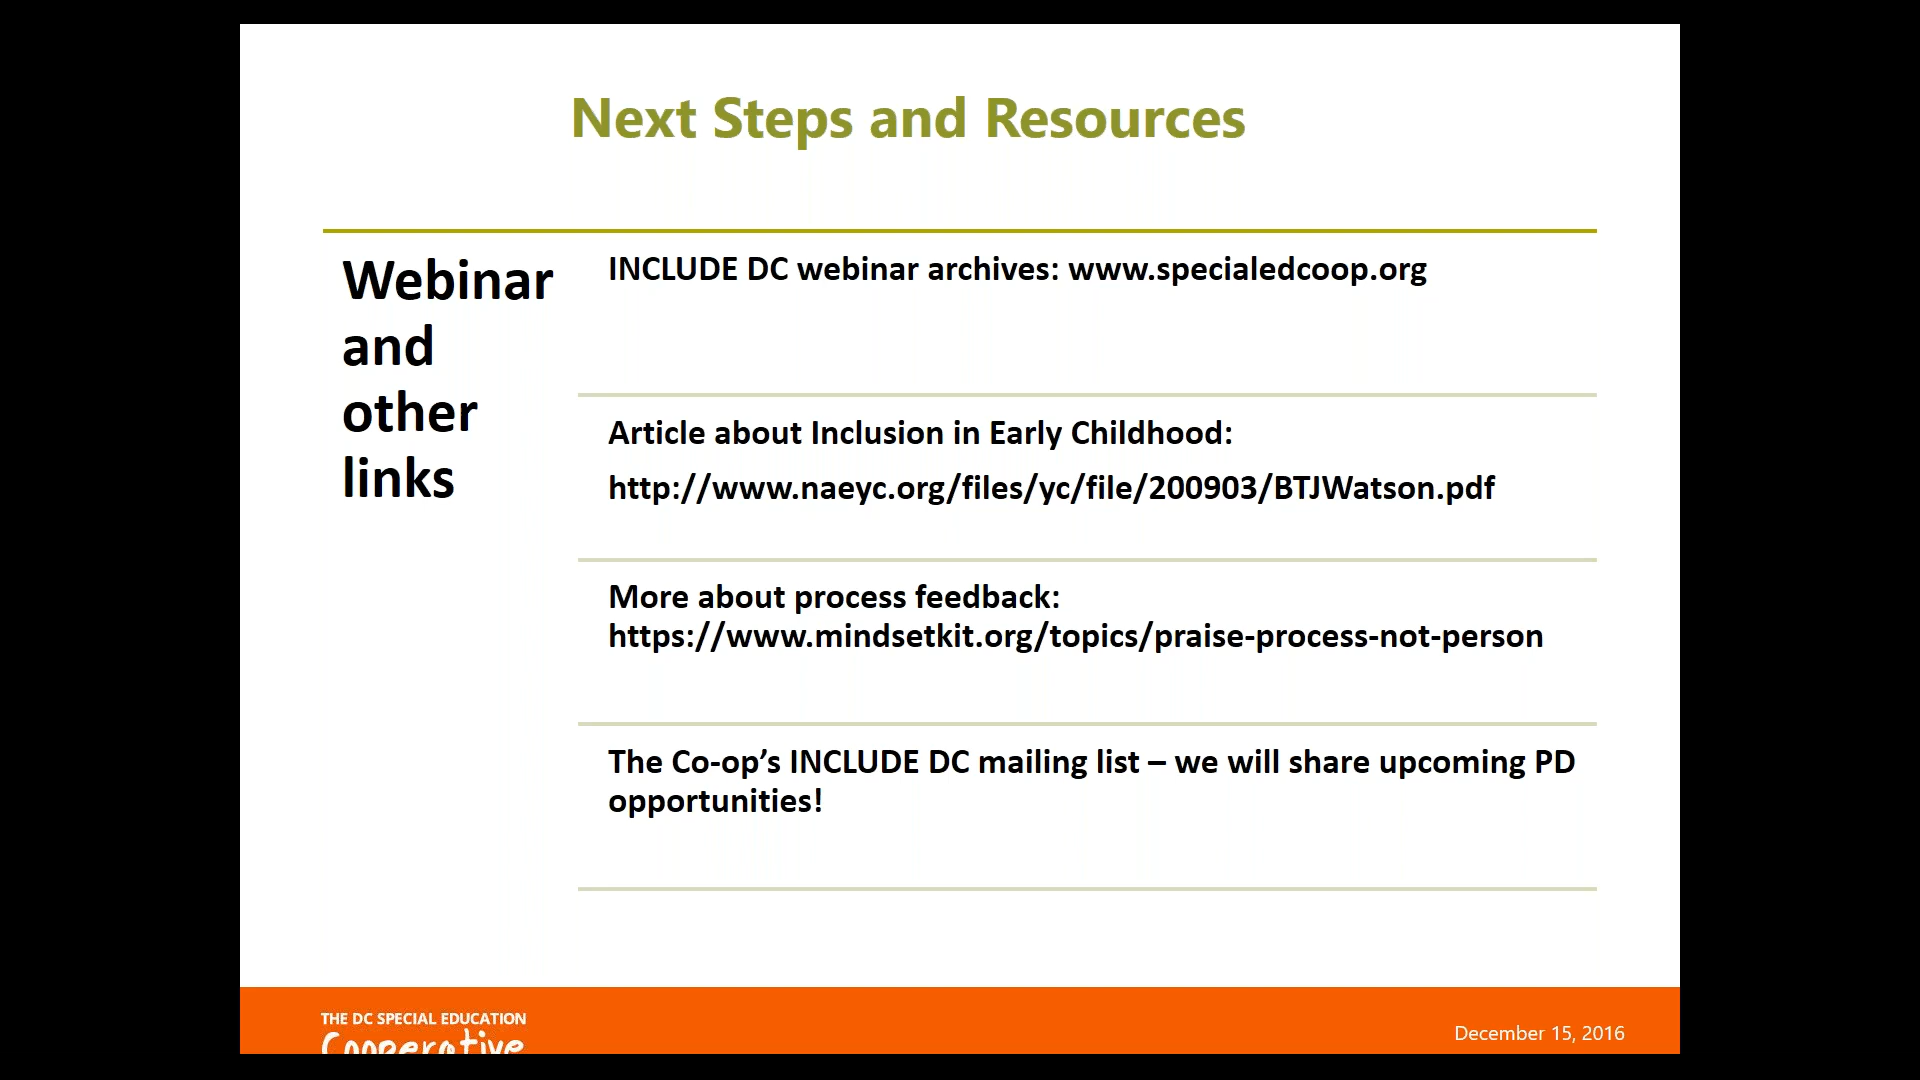 Next Steps and Resources
Webinar
and
other
links
INCLUDE DC webinar archives: www.specialedcoop.org
Article about Inclusion in Early Childhood:
http://www.naeyc.org/files/yc/file/200903/BTJWatson.pdf
More about process feedback:
https://www.mindsetkit.org/topics/praise-process-not-person
The Co-op’s INCLUDE DC mailing list – we will share upcoming PD
opportunities!
THE DC SPECIAL EDUCATION
Cooperative
December 15, 2016